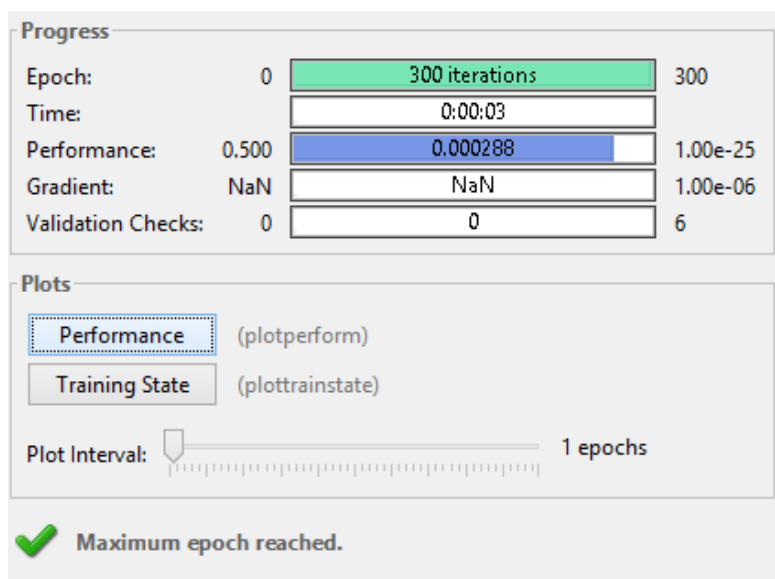 Progress
Epoch: 0 300 iterations 300
Time: 0:00:03
Performance: 0.500 0.000288 1.00e-25
Gradient: NaN NaN 1.00e-06
Validation Checks: 0 0 6
Plots
Performance (plotperform)
Training State (plottrainstate)
Plot Interval: 1 epochs
Maximum epoch reached.